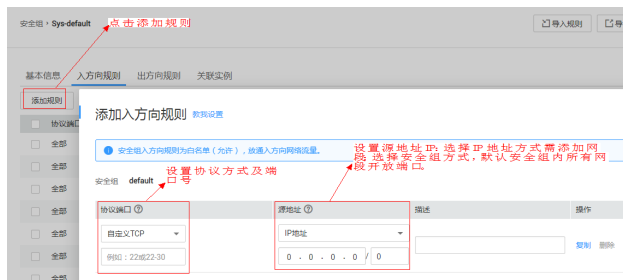 安全组 › Sys-default
点击添加规则
导入规则
导
基本信息 入方向规则 出方向规则 关联实例
添加规则
协议端口
全部
全部
全部
全部
全部
全部
添加入方向规则 教我设置
安全组入方向规则为白名单（允许），放通入方向网络流量。
设置源地址IP: 选择IP地址方式需添加网
段; 选择安全组方式, 默认安全组内所有网
段开放端口。
安全组 default
设置协议方式及端
口号
协议端口 源地址 描述 操作
自定义TCP IP地址
复制 删除
例如：22或22-30 0 . 0 . 0 . 0 / 0